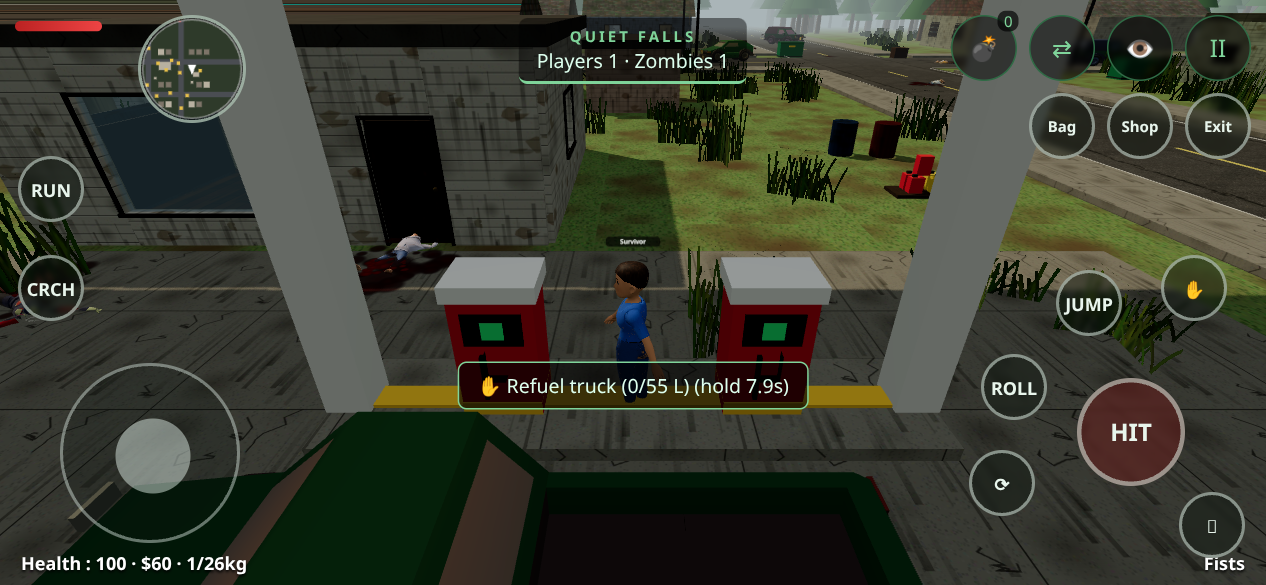 QUIET FALLS
Players 1 · Zombies 1
0
II
Bag
Shop
Exit
RUN
CRCH
Survivor
JUMP
✋ Refuel truck (0/55 L) (hold 7.9s)
ROLL
HIT
Health : 100 · $60 · 1/26kg
Fists